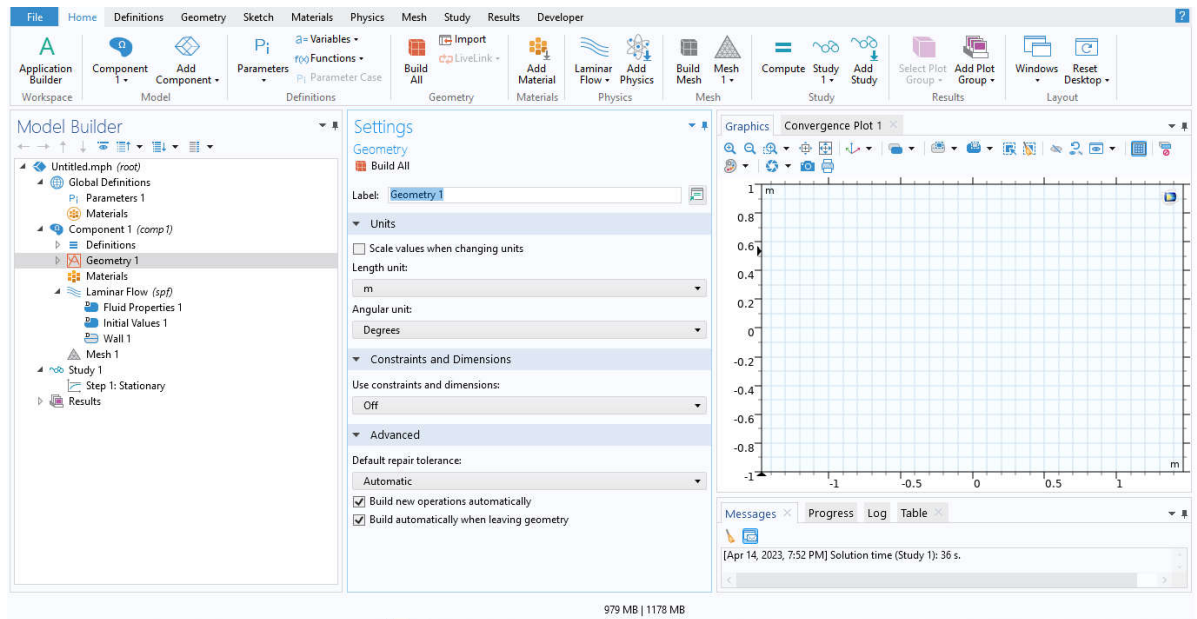 File Home Definitions Geometry Sketch Materials Physics Mesh Study Results Developer ?
A Pi a= Variables Import
f(x) Functions LiveLink
Application Builder Component 1 Add Component Parameters Pi Parameter Case Build All Add Material Laminar Flow Add Physics Build Mesh Mesh 1 Compute Study 1 Add Study Select Plot Group Add Plot Group Windows Reset Desktop
Workspace Model Definitions Geometry Materials Physics Mesh Study Results Layout
Model Builder
Untitled.mph (root)
Global Definitions
Pi Parameters 1
Materials
Component 1 (comp1)
Definitions
Geometry 1
Materials
Laminar Flow (spf)
Fluid Properties 1
Initial Values 1
Wall 1
Mesh 1
Study 1
Step 1: Stationary
Results
Settings
Geometry
Build All
Label: Geometry 1
Units
Scale values when changing units
Length unit:
m
Angular unit:
Degrees
Constraints and Dimensions
Use constraints and dimensions:
Off
Advanced
Default repair tolerance:
Automatic
Build new operations automatically
Build automatically when leaving geometry
Graphics Convergence Plot 1
1 m
0.8
0.6
0.4
0.2
0
-0.2
-0.4
-0.6
-0.8
m
-1
-1 -0.5 0 0.5 1
Messages Progress Log Table
[Apr 14, 2023, 7:52 PM] Solution time (Study 1): 36 s.
979 MB | 1178 MB